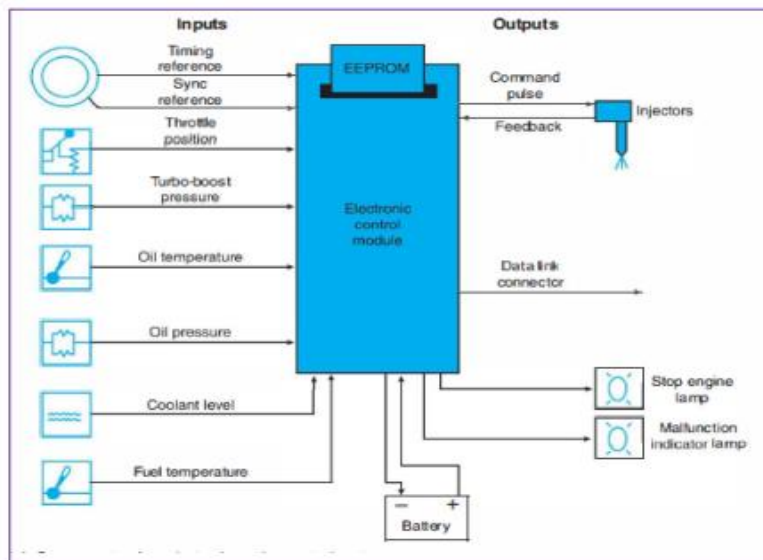 Inputs
Outputs
Timing
reference
Sync
reference
Throttle
position
Turbo-boost
pressure
Oil temperature
Oil pressure
Coolant level
Fuel temperature
EEPROM
Electronic
control
module
Command
pulse
Feedback
Injectors
Data link
connector
Stop engine
lamp
Malfunction
indicator lamp
− +
Battery